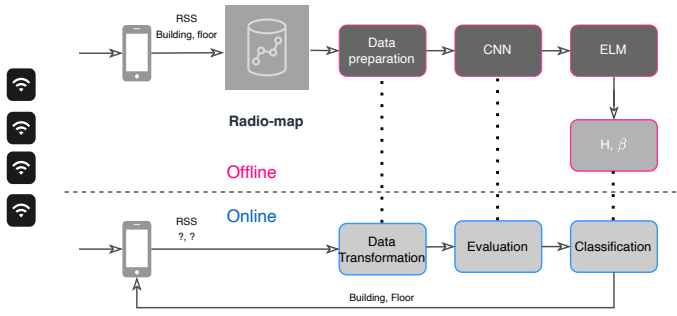 RSS
Building, floor
Data
preparation
CNN
ELM
Radio-map
H, β
Offline
Online
RSS
?, ?
Data
Transformation
Evaluation
Classification
Building, Floor